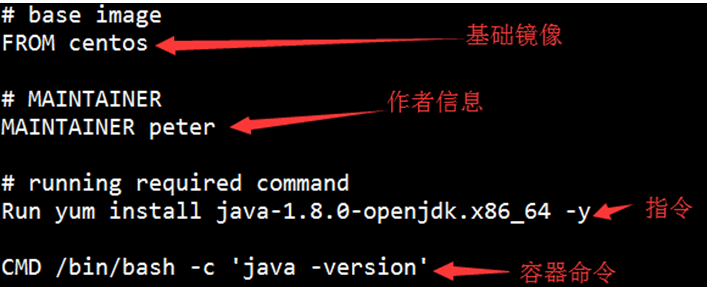 # base image
FROM centos
基础镜像
# MAINTAINER
作者信息
MAINTAINER peter
# running required command
Run yum install java-1.8.0-openjdk.x86_64 -y
指令
CMD /bin/bash -c 'java -version'
容器命令